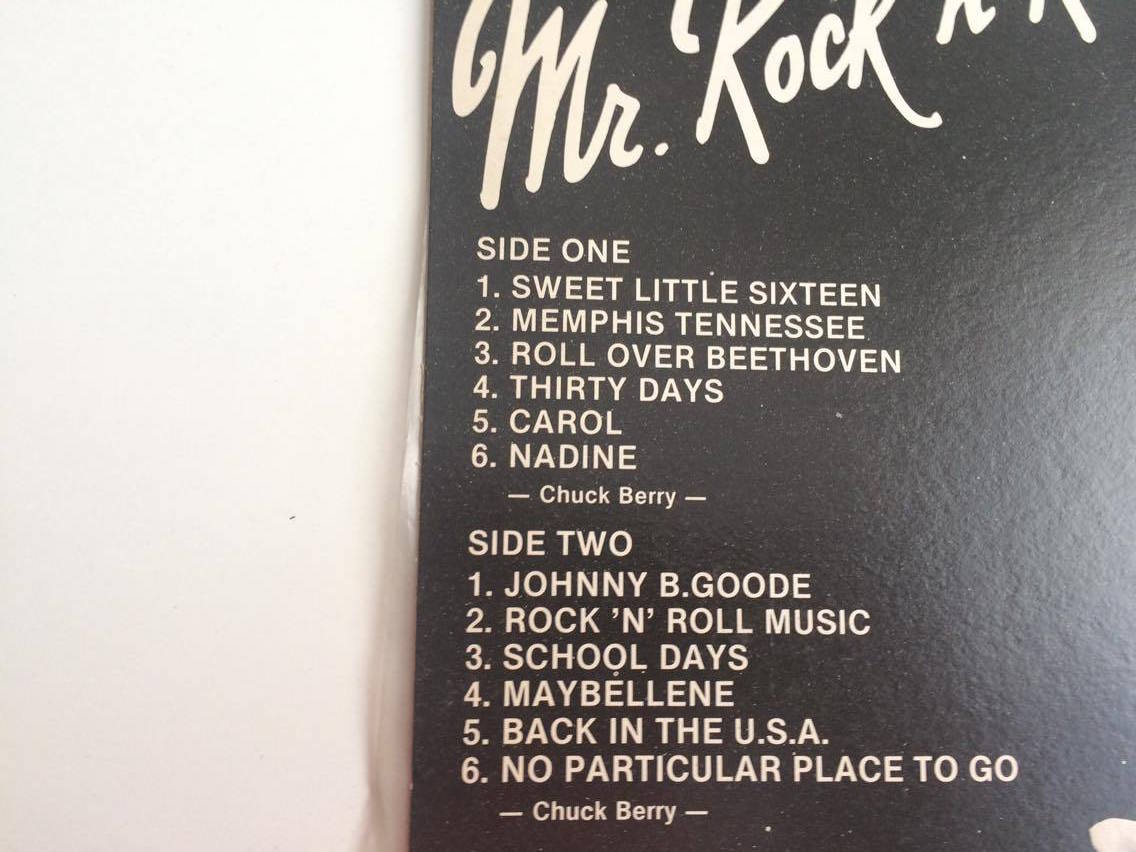 Mr. Rock n
SIDE ONE
1. SWEET LITTLE SIXTEEN
2. MEMPHIS TENNESSEE
3. ROLL OVER BEETHOVEN
4. THIRTY DAYS
5. CAROL
6. NADINE
— Chuck Berry —
SIDE TWO
1. JOHNNY B.GOODE
2. ROCK 'N' ROLL MUSIC
3. SCHOOL DAYS
4. MAYBELLENE
5. BACK IN THE U.S.A.
6. NO PARTICULAR PLACE TO GO
— Chuck Berry —